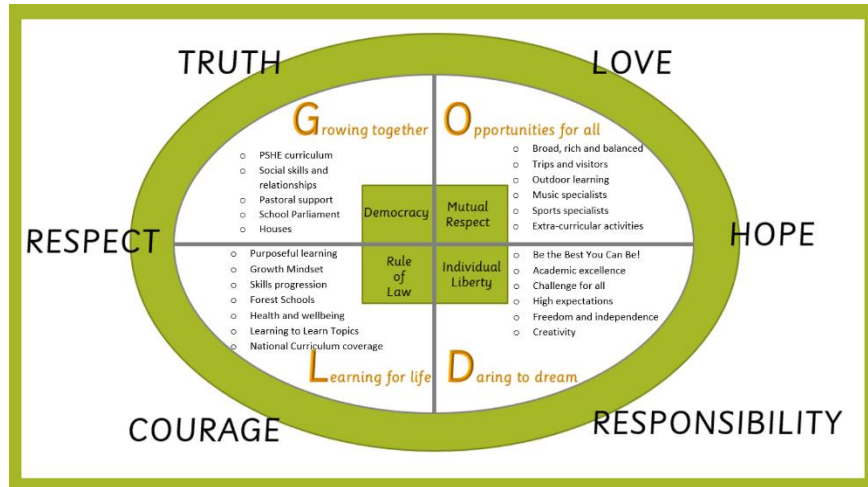 TRUTH
LOVE
Growing together
o PSHE curriculum
o Social skills and
relationships
o Pastoral support
o School Parliament
o Houses
Opportunities for all
o Broad, rich and balanced
o Trips and visitors
o Outdoor learning
o Music specialists
o Sports specialists
o Extra-curricular activities
Democracy
Mutual
Respect
RESPECT
HOPE
o Purposeful learning
o Growth Mindset
o Skills progression
o Forest Schools
o Health and wellbeing
o Learning to Learn Topics
o National Curriculum coverage
Rule
of
Law
Individual
Liberty
o Be the Best You Can Be!
o Academic excellence
o Challenge for all
o High expectations
o Freedom and independence
o Creativity
Learning for life
Daring to dream
COURAGE
RESPONSIBILITY